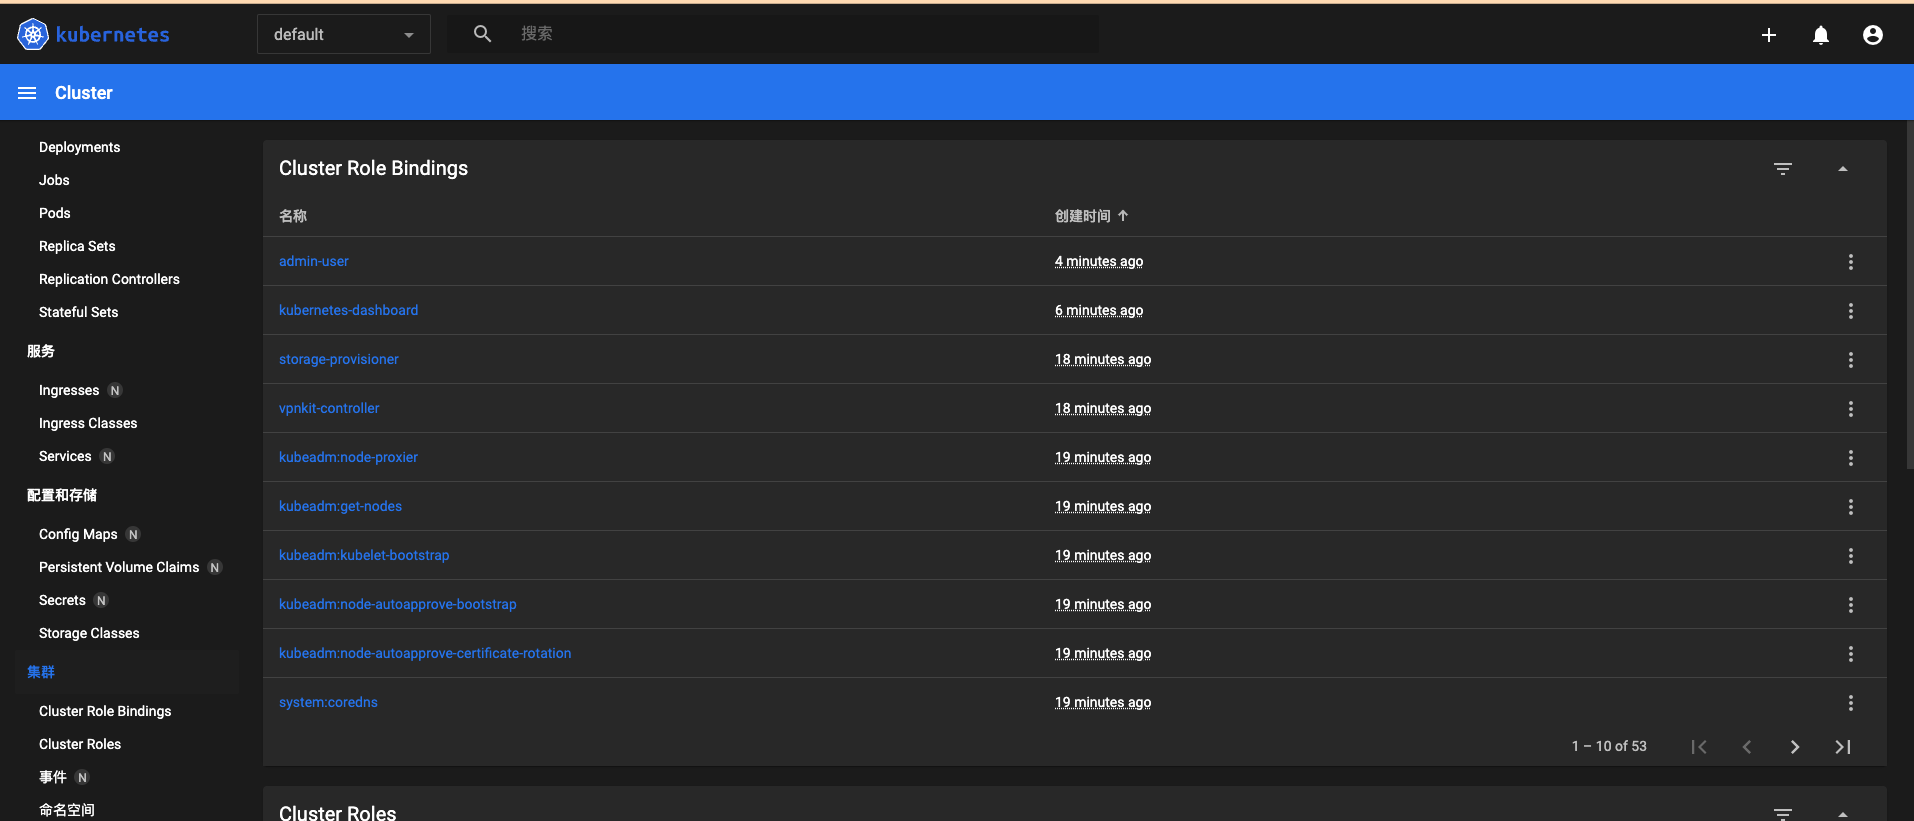 kubernetes
default
搜索
Cluster
Deployments
Jobs
Pods
Replica Sets
Replication Controllers
Stateful Sets
服务
Ingresses N
Ingress Classes
Services N
配置和存储
Config Maps N
Persistent Volume Claims N
Secrets N
Storage Classes
集群
Cluster Role Bindings
Cluster Roles
事件 N
命名空间
Cluster Role Bindings
名称 创建时间
admin-user 4 minutes ago
kubernetes-dashboard 6 minutes ago
storage-provisioner 18 minutes ago
vpnkit-controller 18 minutes ago
kubeadm:node-proxier 19 minutes ago
kubeadm:get-nodes 19 minutes ago
kubeadm:kubelet-bootstrap 19 minutes ago
kubeadm:node-autoapprove-bootstrap 19 minutes ago
kubeadm:node-autoapprove-certificate-rotation 19 minutes ago
system:coredns 19 minutes ago
1 – 10 of 53
Cluster Roles